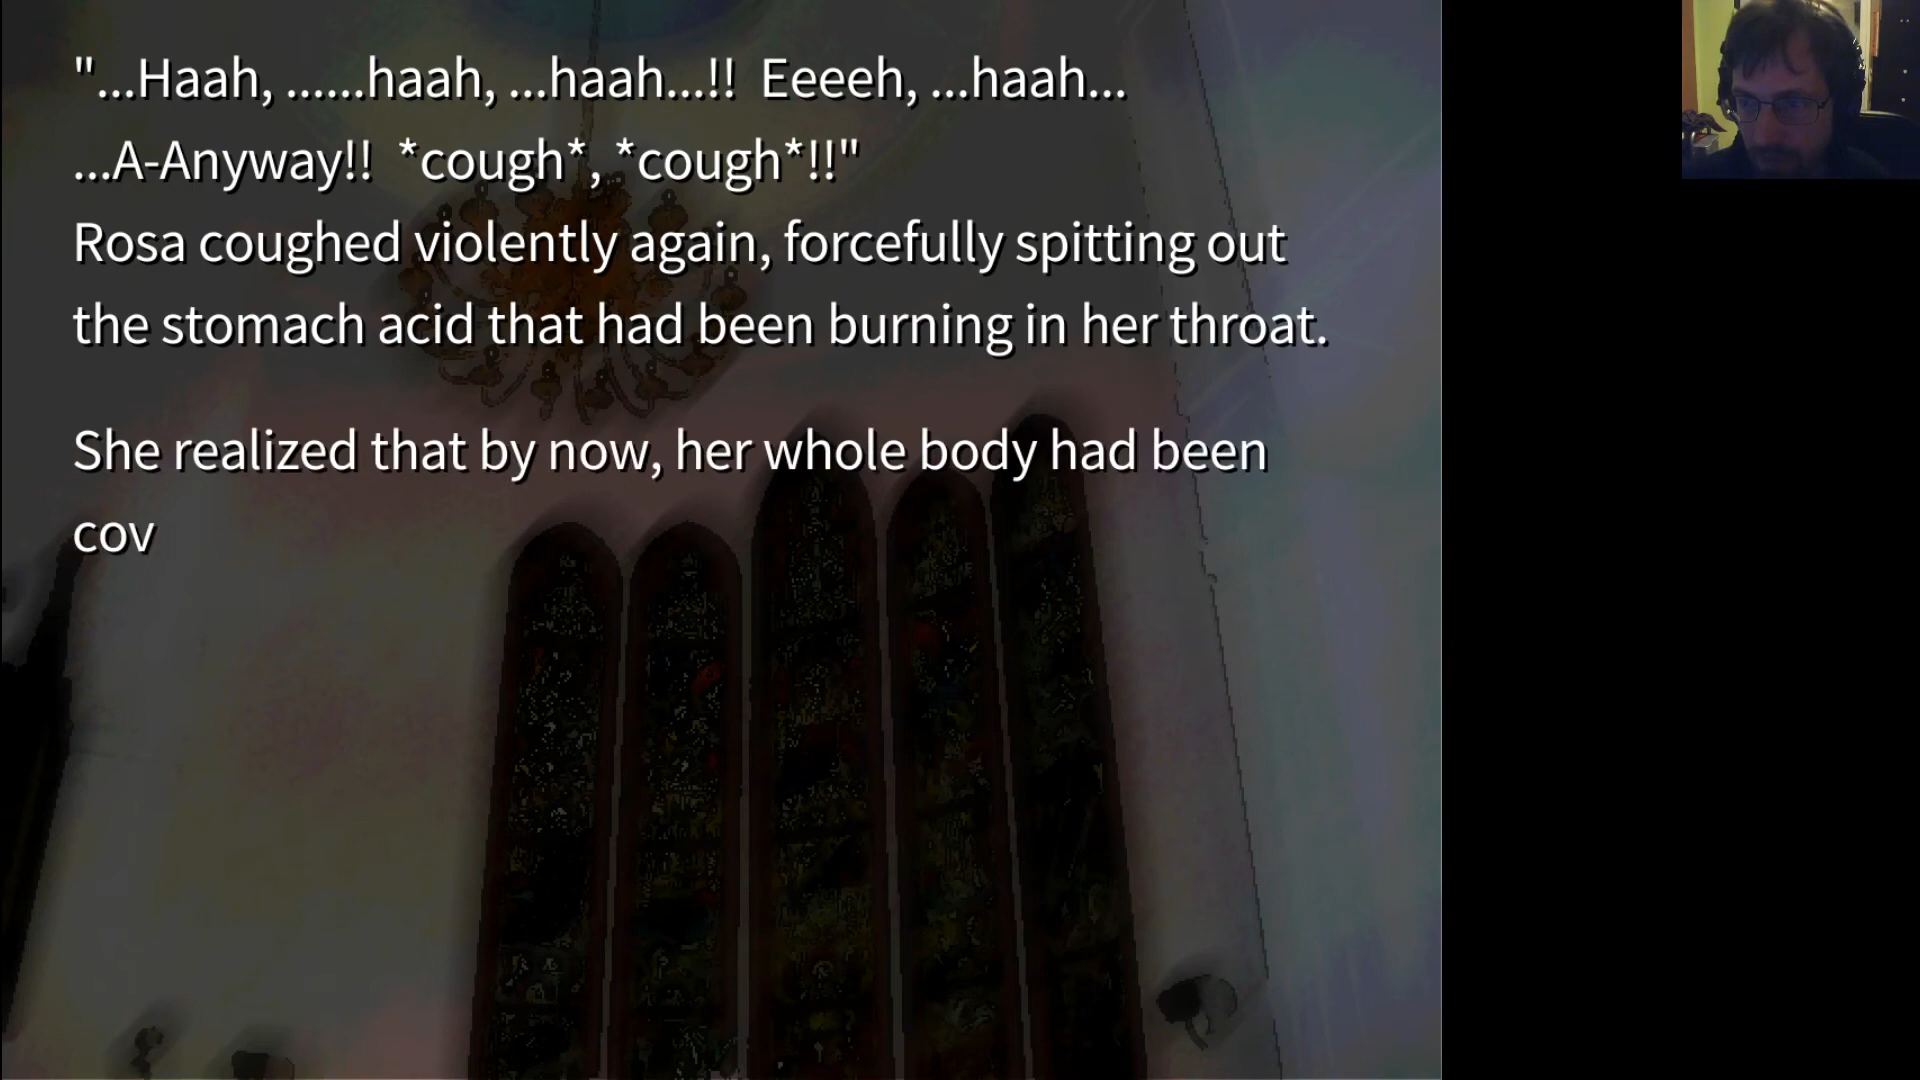 "...Haah, ......haah, ...haah...!!  Eeeeh, ...haah...
...A-Anyway!!  *cough*, *cough*!!"
Rosa coughed violently again, forcefully spitting out
the stomach acid that had been burning in her throat.
She realized that by now, her whole body had been
cov